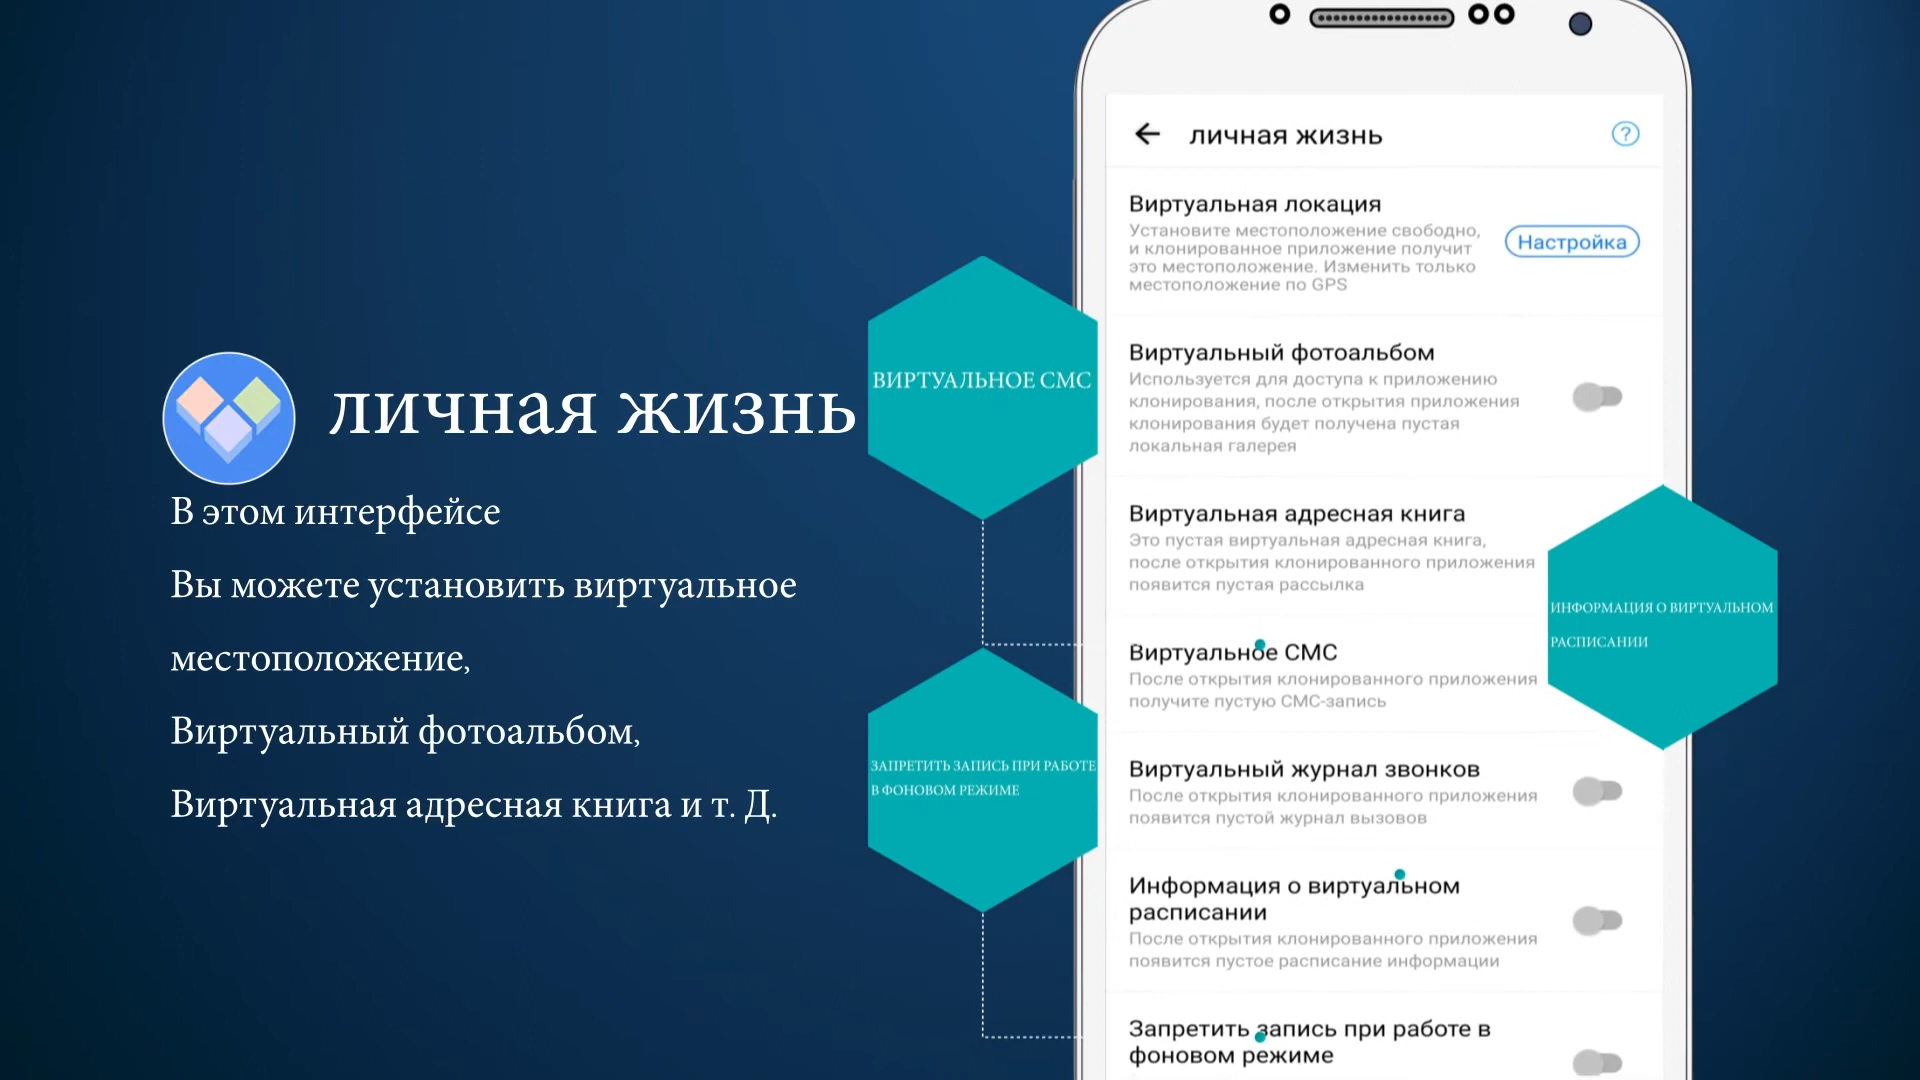 личная жизнь
В этом интерфейсе
Вы можете установить виртуальное
местоположение,
Виртуальный фотоальбом,
Виртуальная адресная книга и т. Д.
ВИРТУАЛЬНОЕ СМС
ЗАПРЕТИТЬ ЗАПИСЬ ПРИ РАБОТЕ
В ФОНОВОМ РЕЖИМЕ
личная жизнь
?
Виртуальная локация
Установите местоположение свободно,
и клонированное приложение получит
это местоположение. Изменить только
местоположение по GPS
Настройка
Виртуальный фотоальбом
Используется для доступа к приложению
клонирования, после открытия приложения
клонирования будет получена пустая
локальная галерея
Виртуальная адресная книга
Это пустая виртуальная адресная книга,
после открытия клонированного приложения
появится пустая рассылка
Виртуальное СМС
После открытия клонированного приложения
получите пустую СМС-запись
Виртуальный журнал звонков
После открытия клонированного приложения
появится пустой журнал вызовов
Информация о виртуальном
расписании
После открытия клонированного приложения
появится пустое расписание информации
Запретить запись при работе в
фоновом режиме
ИНФОРМАЦИЯ О ВИРТУАЛЬНОМ
РАСПИСАНИИ